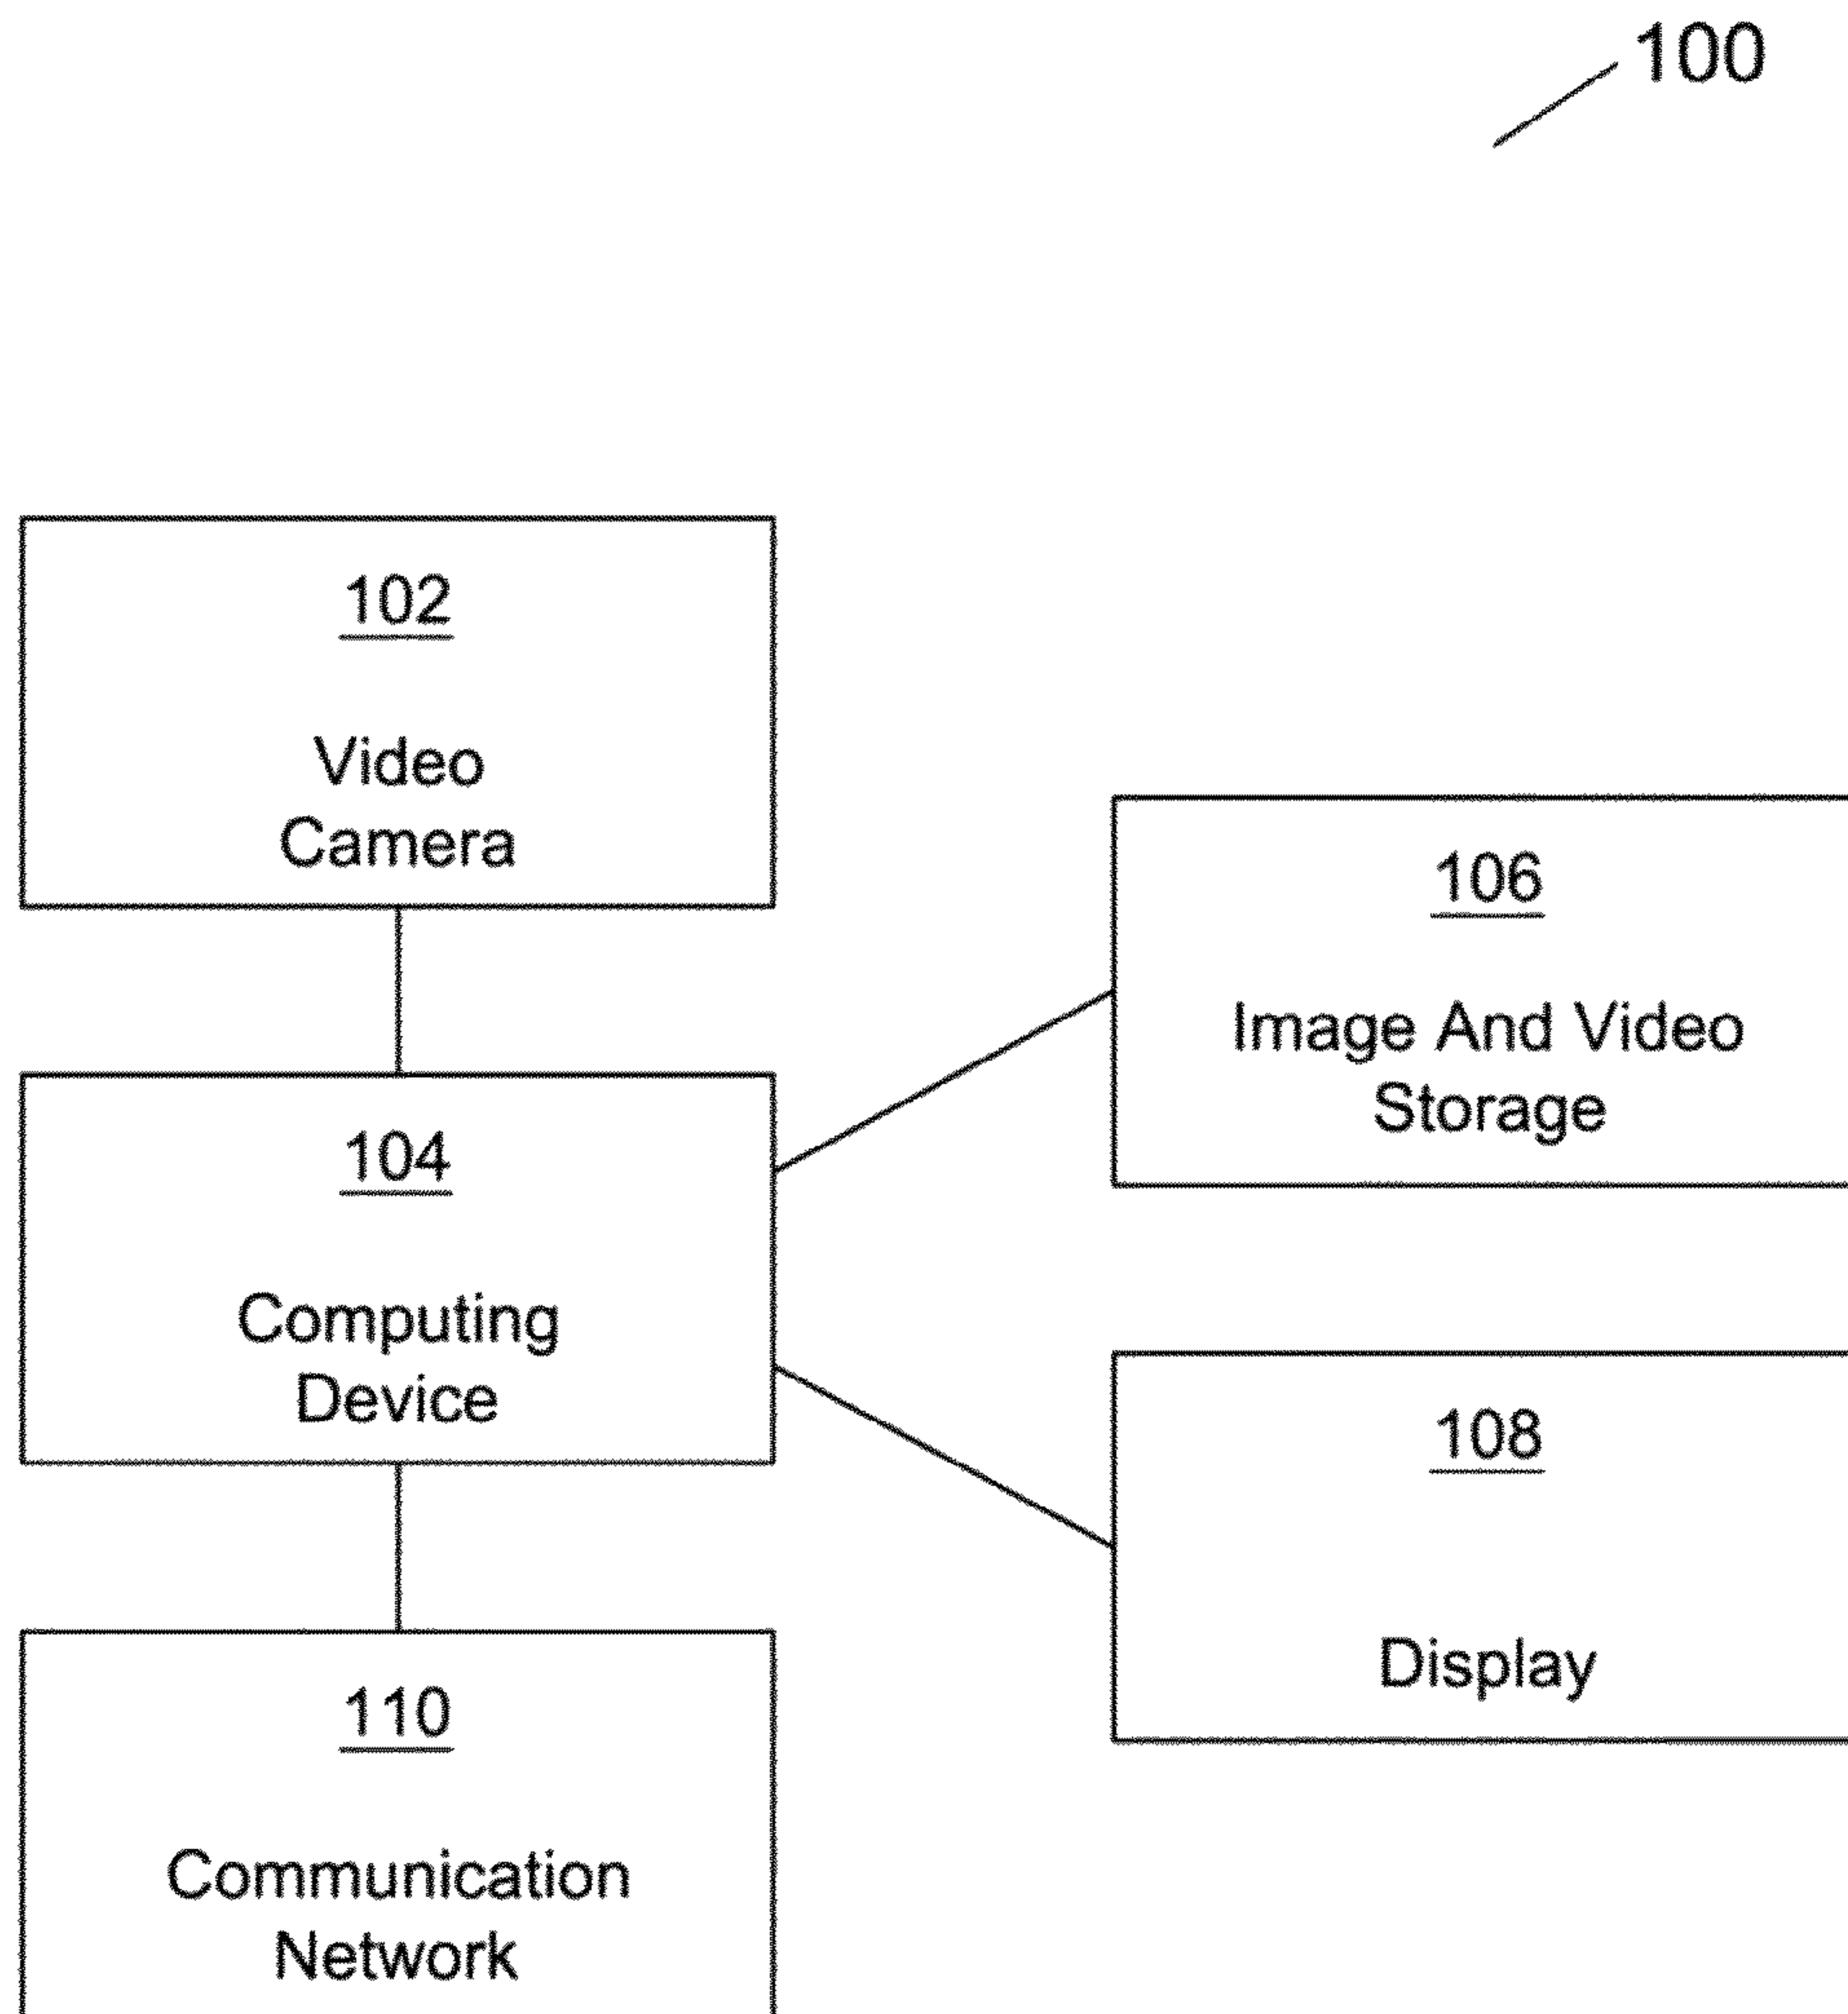 100
102
Video
Camera
104
Computing
Device
106
Image And Video
Storage
108
Display
110
Communication
Network